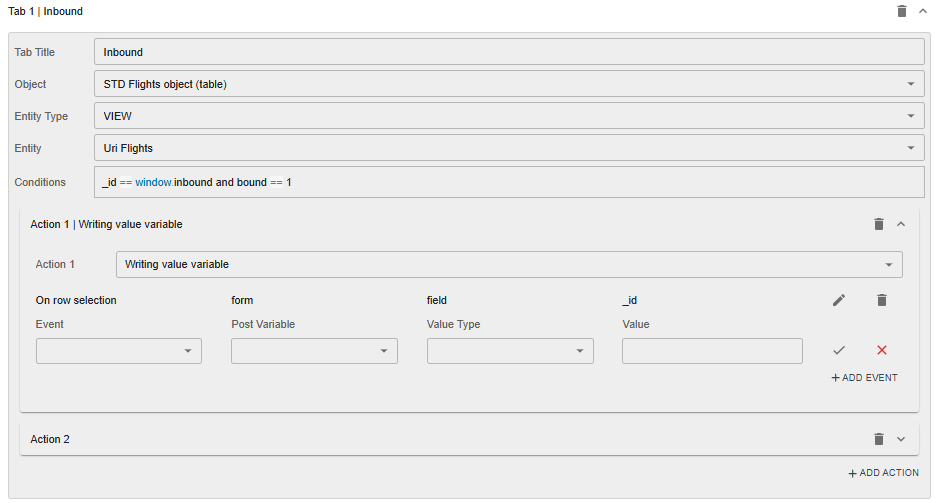 Tab 1 | Inbound
Tab Title Inbound
Object STD Flights object (table)
Entity Type VIEW
Entity Uri Flights
Conditions _id == window.inbound and bound == 1
Action 1 | Writing value variable
Action 1 Writing value variable
On row selection form field _id
Event Post Variable Value Type Value
+ ADD EVENT
Action 2
+ ADD ACTION